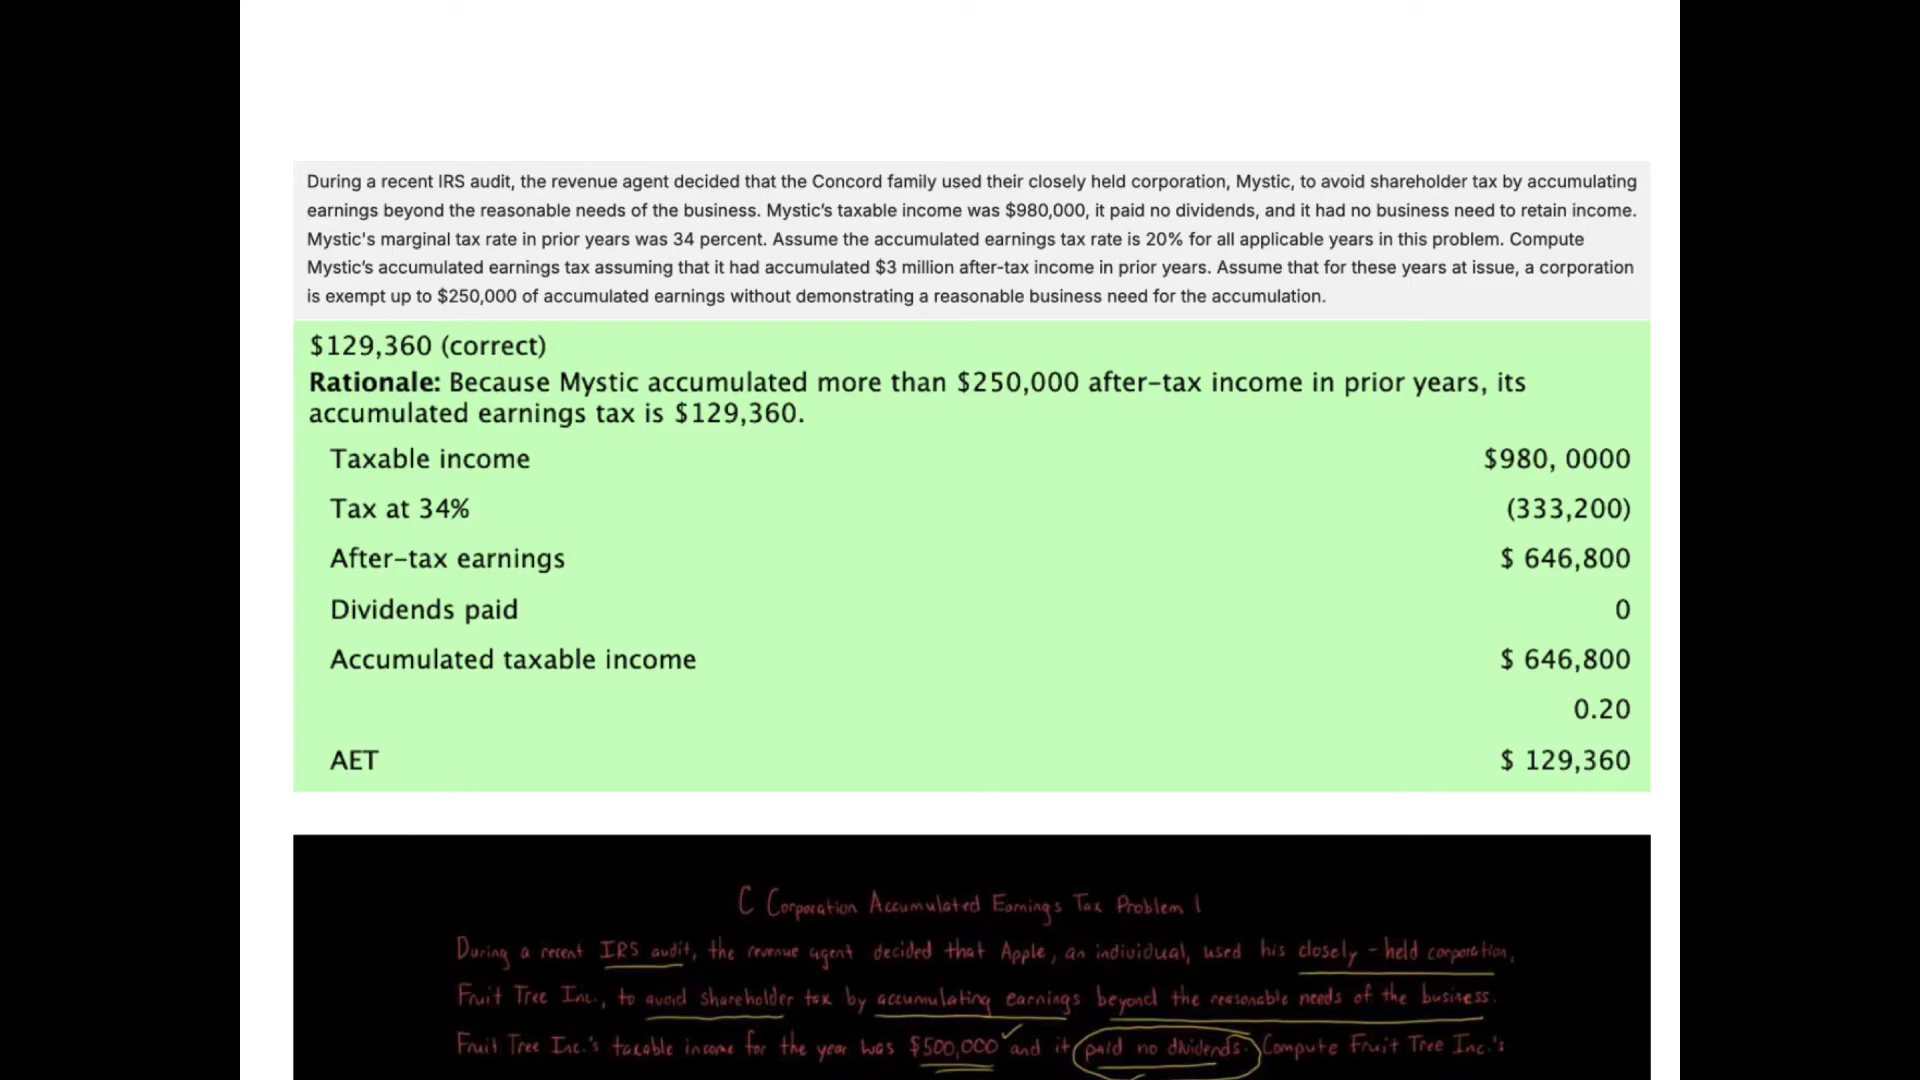 During a recent IRS audit, the revenue agent decided that the Concord family used their closely held corporation, Mystic, to avoid shareholder tax by accumulating
earnings beyond the reasonable needs of the business. Mystic’s taxable income was $980,000, it paid no dividends, and it had no business need to retain income.
Mystic's marginal tax rate in prior years was 34 percent. Assume the accumulated earnings tax rate is 20% for all applicable years in this problem. Compute
Mystic’s accumulated earnings tax assuming that it had accumulated $3 million after-tax income in prior years. Assume that for these years at issue, a corporation
is exempt up to $250,000 of accumulated earnings without demonstrating a reasonable business need for the accumulation.
$129,360 (correct)
Rationale: Because Mystic accumulated more than $250,000 after-tax income in prior years, its
accumulated earnings tax is $129,360.
Taxable income $980, 0000
Tax at 34% (333,200)
After-tax earnings $ 646,800
Dividends paid 0
Accumulated taxable income $ 646,800
0.20
AET $ 129,360
C Corporation Accumulated Earnings Tax Problem 1
During a recent IRS audit, the revenue agent decided that Apple, an individual, used his closely-held corporation,
Fruit Tree Inc., to avoid shareholder tax by accumulating earnings beyond the reasonable needs of the business.
Fruit Tree Inc.'s taxable income for the year was $500,000 and it paid no dividends. Compute Fruit Tree Inc.'s